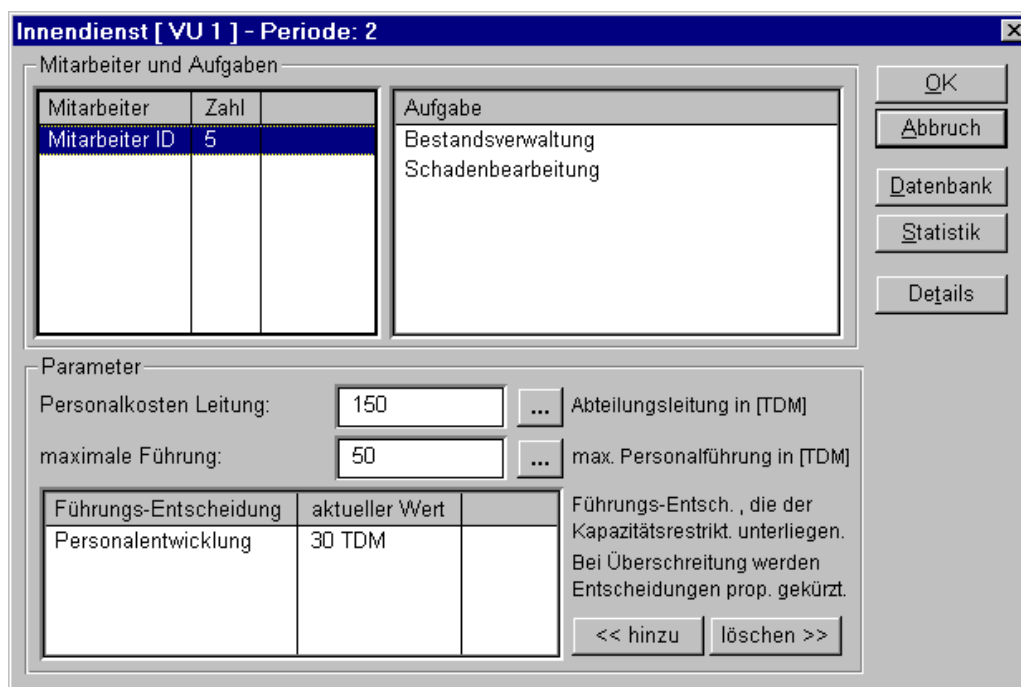 Innendienst [ VU 1 ] - Periode: 2
Mitarbeiter und Aufgaben
Mitarbeiter Zahl
Mitarbeiter ID 5
Aufgabe
Bestandsverwaltung
Schadenbearbeitung
OK
Abbruch
Datenbank
Statistik
Details
Parameter
Personalkosten Leitung: 150 ... Abteilungsleitung in [TDM]
maximale Führung: 50 ... max. Personalführung in [TDM]
Führungs-Entscheidung aktueller Wert
Personalentwicklung 30 TDM
Führungs-Entsch. , die der
Kapazitätsrestrikt. unterliegen.
Bei Überschreitung werden
Entscheidungen prop. gekürzt.
<< hinzu löschen >>